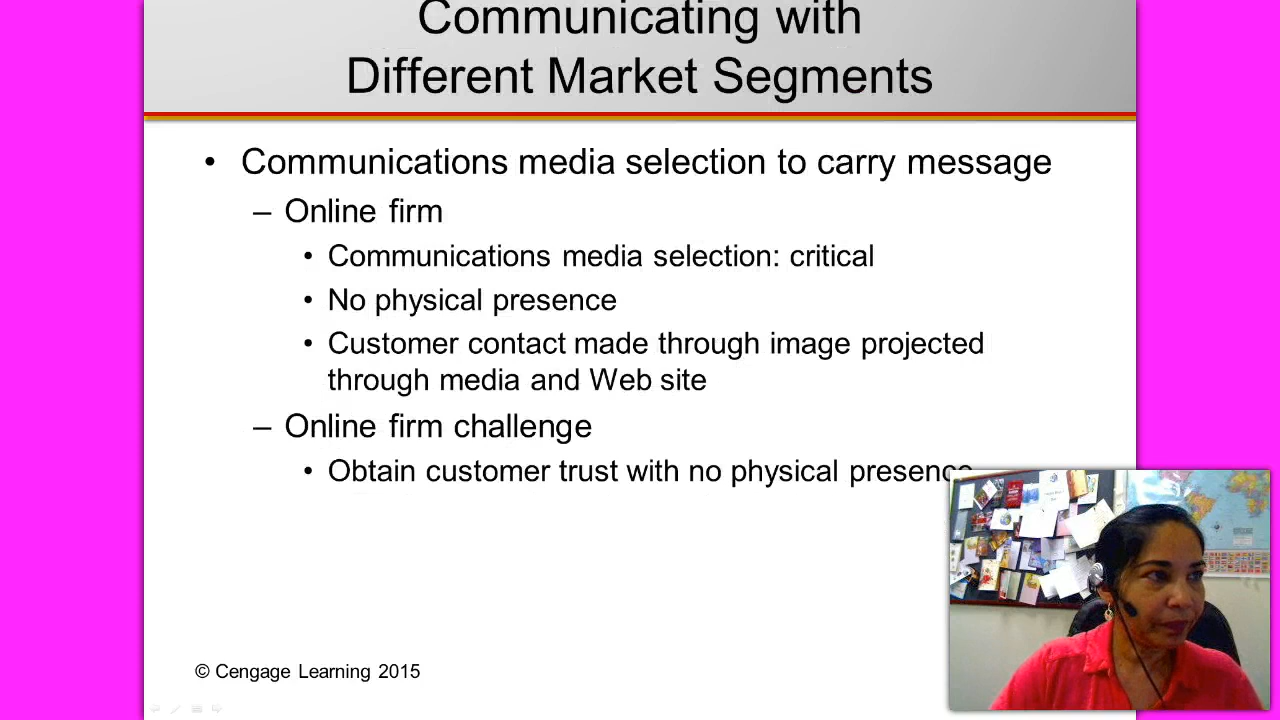 Communicating with
Different Market Segments
• Communications media selection to carry message
– Online firm
• Communications media selection: critical
• No physical presence
• Customer contact made through image projected
through media and Web site
– Online firm challenge
• Obtain customer trust with no physical presence
© Cengage Learning 2015